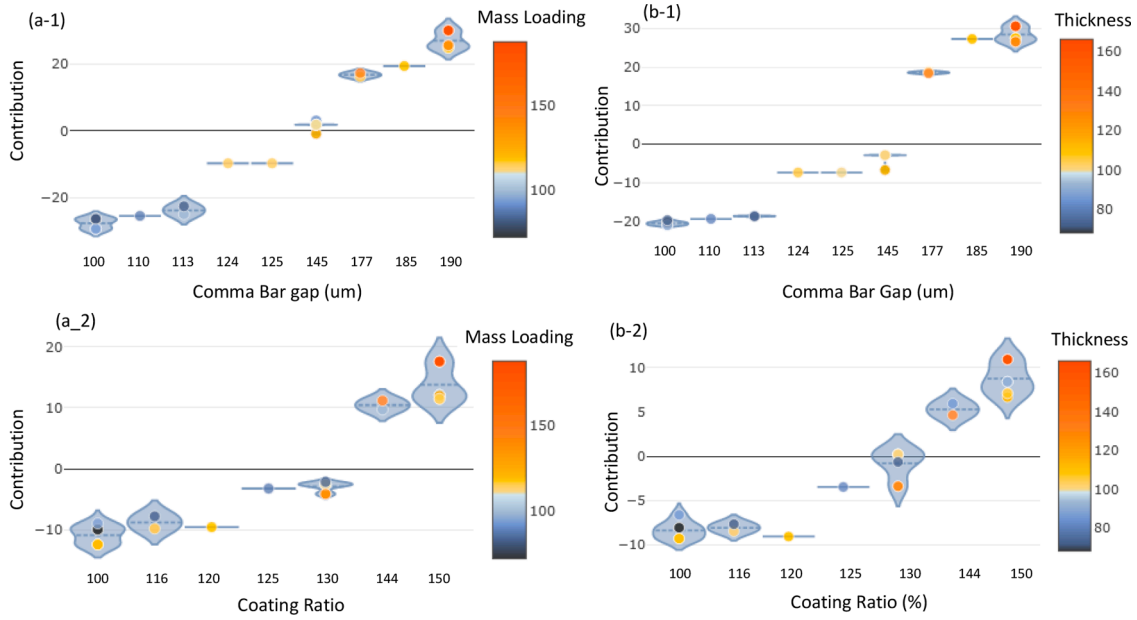 (a-1)
Mass Loading
Contribution
20
0
−20
150
100
100 110 113 124 125 145 177 185 190
Comma Bar gap (um)
(b-1)
Thickness
Contribution
30
20
10
0
−10
−20
160
140
120
100
80
100 110 113 124 125 145 177 185 190
Comma Bar Gap (um)
(a_2)
Mass Loading
Contribution
20
10
0
−10
150
100
100 116 120 125 130 144 150
Coating Ratio
(b-2)
Thickness
Contribution
10
5
0
−5
−10
160
140
120
100
80
100 116 120 125 130 144 150
Coating Ratio (%)